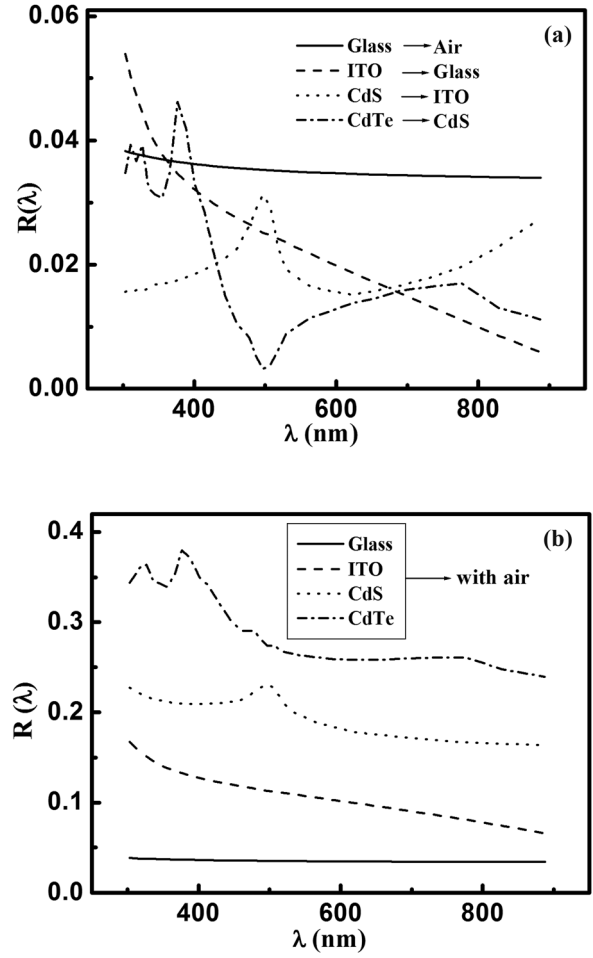 (a)
Glass → Air
ITO → Glass
CdS → ITO
CdTe → CdS
R(λ)
0.06
0.04
0.02
0.00
400 600 800
λ (nm)
(b)
Glass
ITO
CdS
CdTe
→ with air
R (λ)
0.4
0.3
0.2
0.1
0.0
400 600 800
λ (nm)